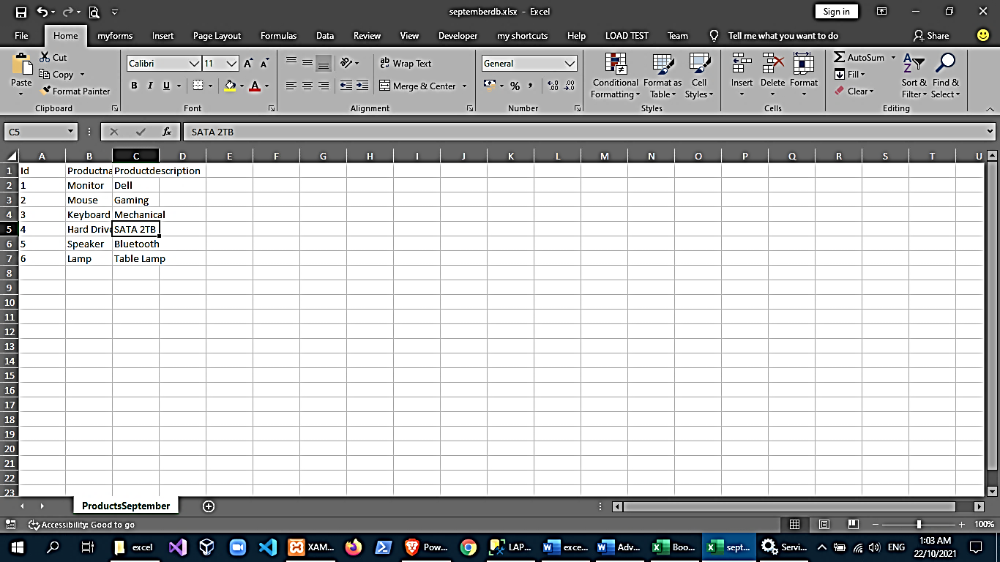 septemberdb.xlsx - Excel
Sign in
File Home myforms Insert Page Layout Formulas Data Review View Developer my shortcuts Help LOAD TEST Team Tell me what you want to do Share
Paste
Cut
Copy
Format Painter
Clipboard
Calibri 11
B I U A
Font
ab Wrap Text
Merge & Center
Alignment
General
% ,
Number
Conditional Formatting
Format as Table
Cell Styles
Styles
Insert Delete Format
Cells
AutoSum
Fill
Clear
Sort & Filter
Find & Select
Editing
C5 fx SATA 2TB
A B C D E F G H I J K L M N O P Q R S T U
1 Id Productna Productdescription
2 1 Monitor Dell
3 2 Mouse Gaming
4 3 Keyboard Mechanical
5 4 Hard Drive SATA 2TB
6 5 Speaker Bluetooth
7 6 Lamp Table Lamp
8
9
10
11
12
13
14
15
16
17
18
19
20
21
22
23
ProductsSeptember
Accessibility: Good to go
100%
excel XAM... Pow... LAP... exce... Adv... Boo... sept... Servi... ENG
1:03 AM
22/10/2021